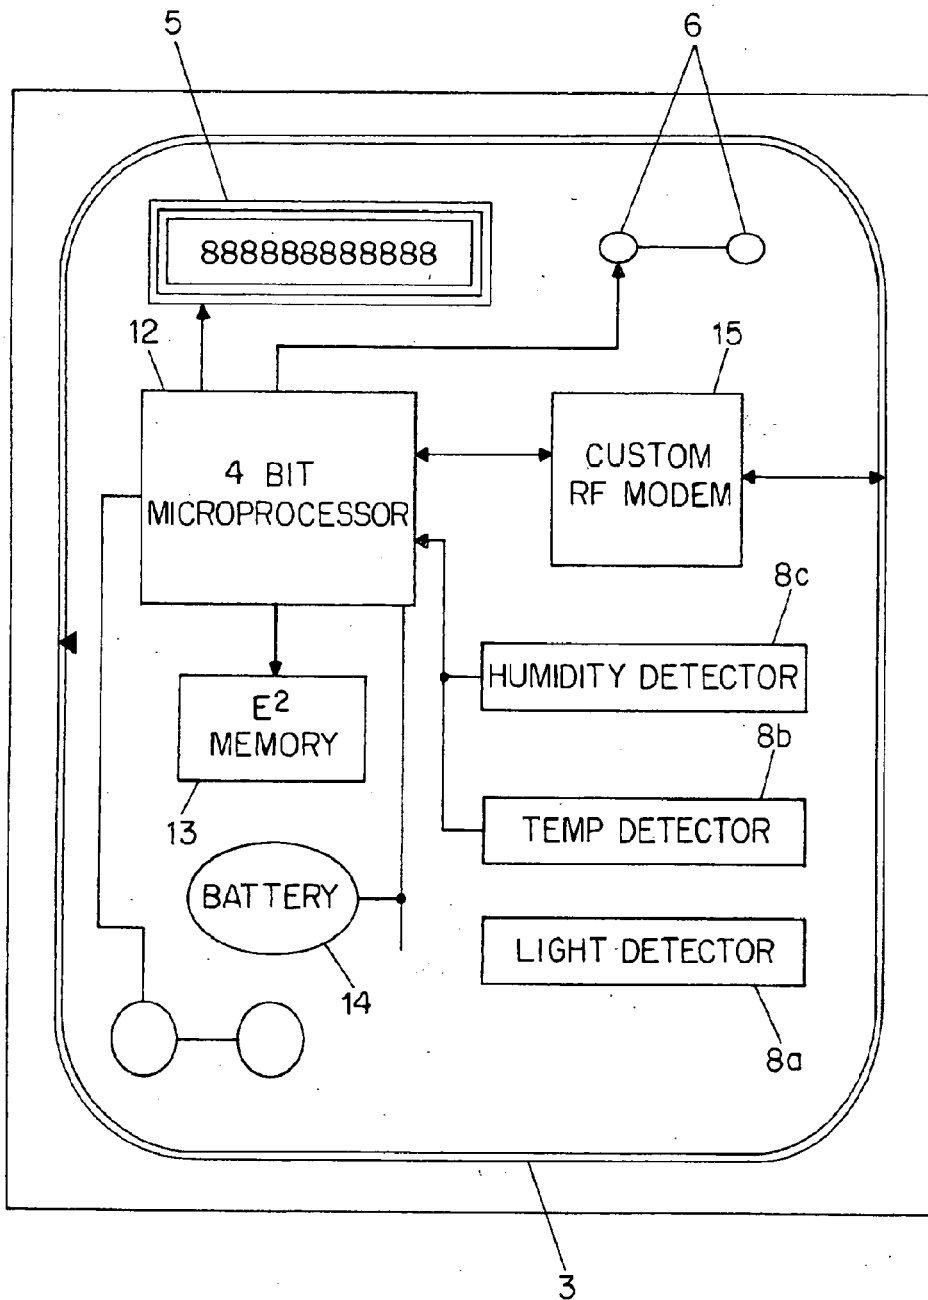 5
6
888888888888
12
15
4 BIT
MICROPROCESSOR
CUSTOM
RF MODEM
8c
HUMIDITY DETECTOR
E2
MEMORY
8b
13
TEMP DETECTOR
BATTERY
LIGHT DETECTOR
14
8a
3